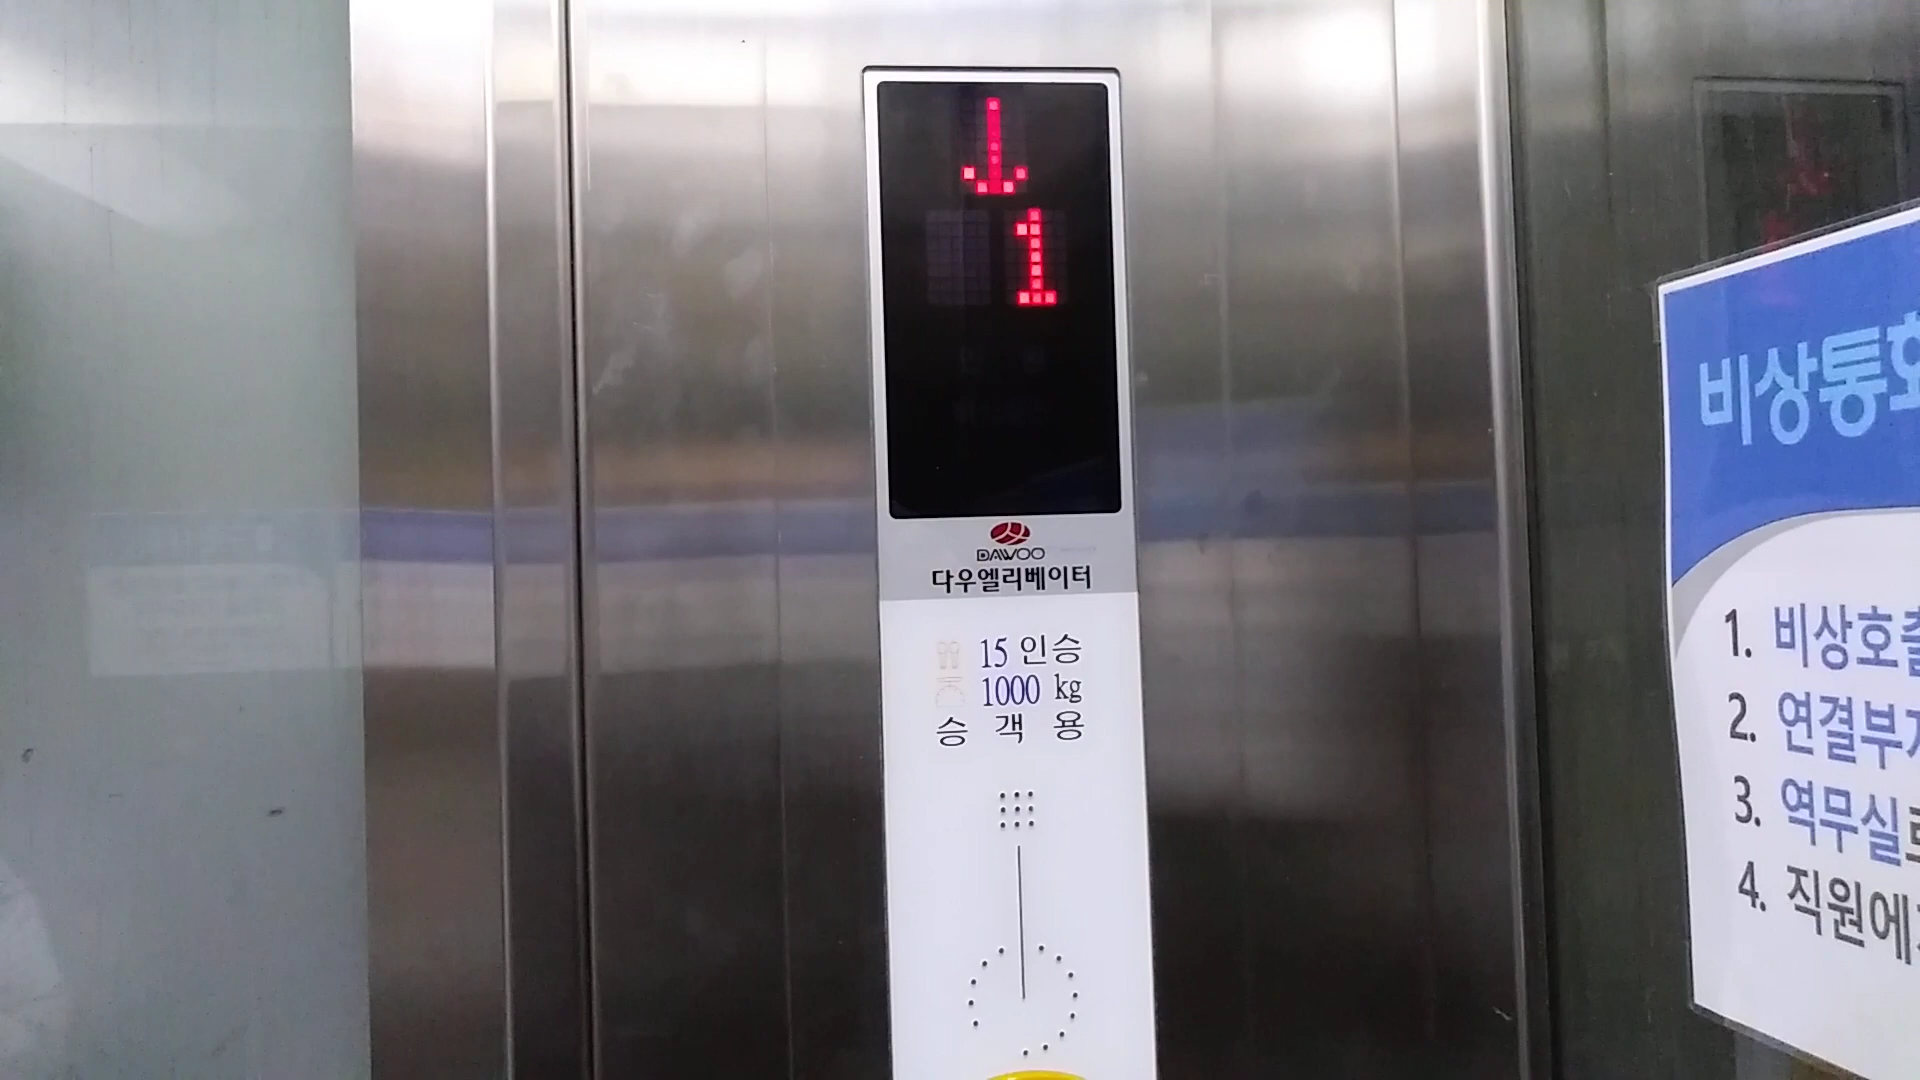 1
DAWOO
다우엘리베이터
15 인승
1000 kg
승 객 용
비상통화
1. 비상호출
2. 연결부
3. 역무실로
4. 직원에게